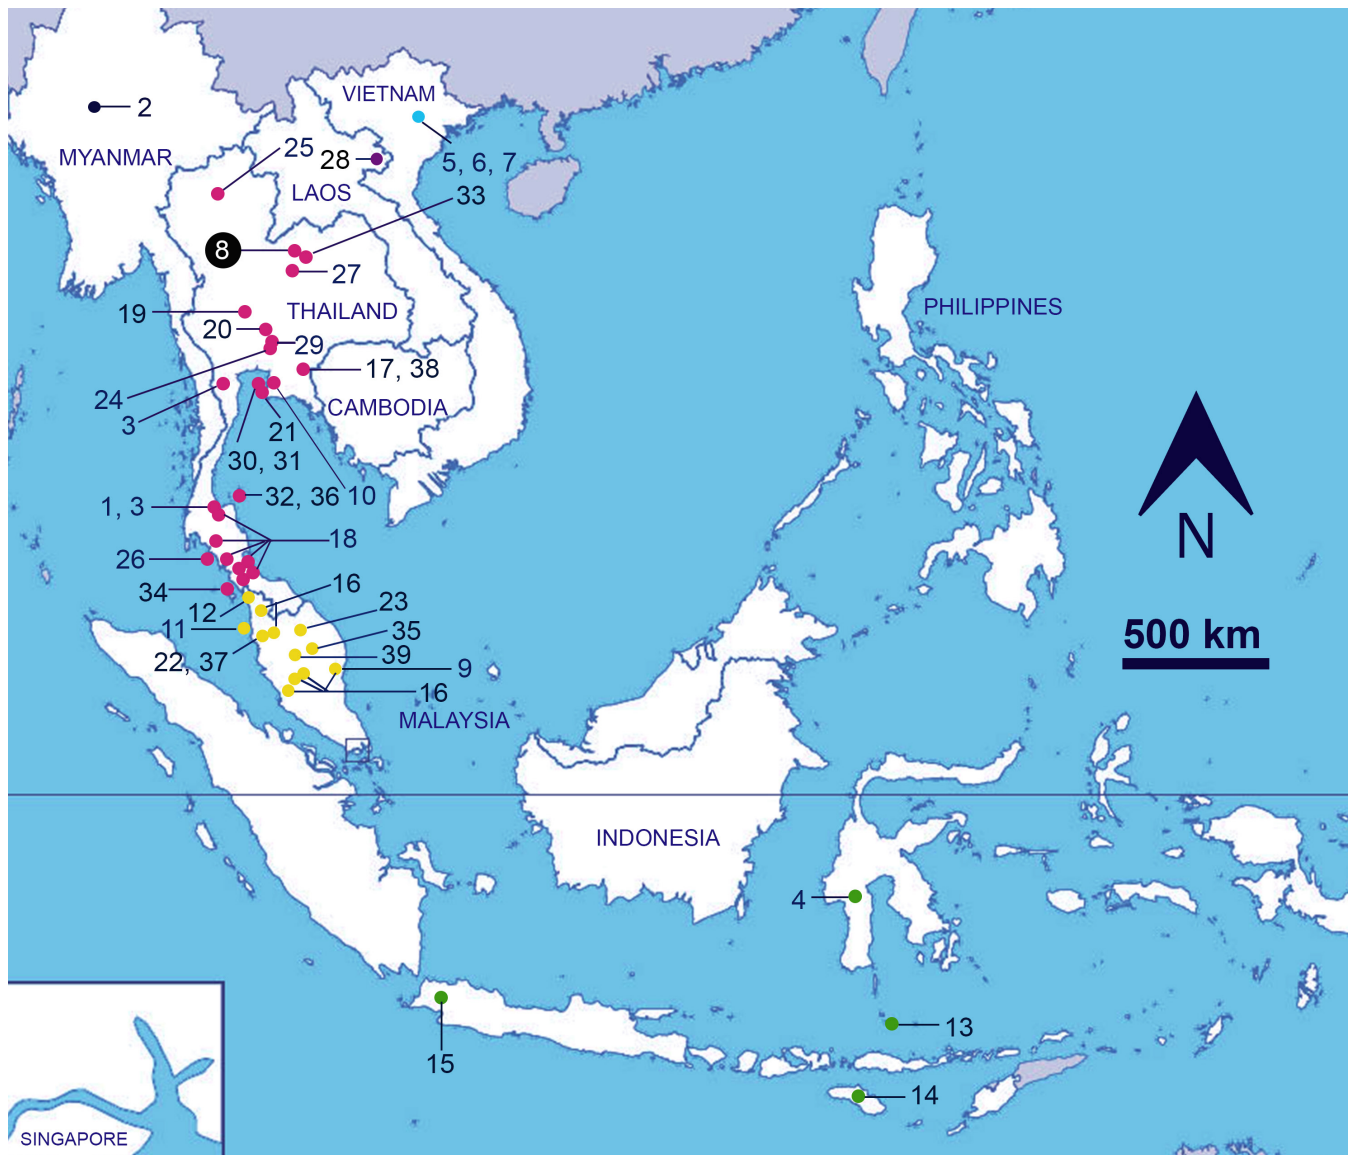 VIETNAM
2
MYANMAR
25
28
5, 6, 7
LAOS
33
8
27
PHILIPPINES
THAILAND
19
20
29
17, 38
24
CAMBODIA
3
21
30, 31
32, 36
10
1, 3
N
18
26
16
34
23
12
11
35
500 km
22, 37
39
9
16
MALAYSIA
INDONESIA
4
13
15
14
SINGAPORE